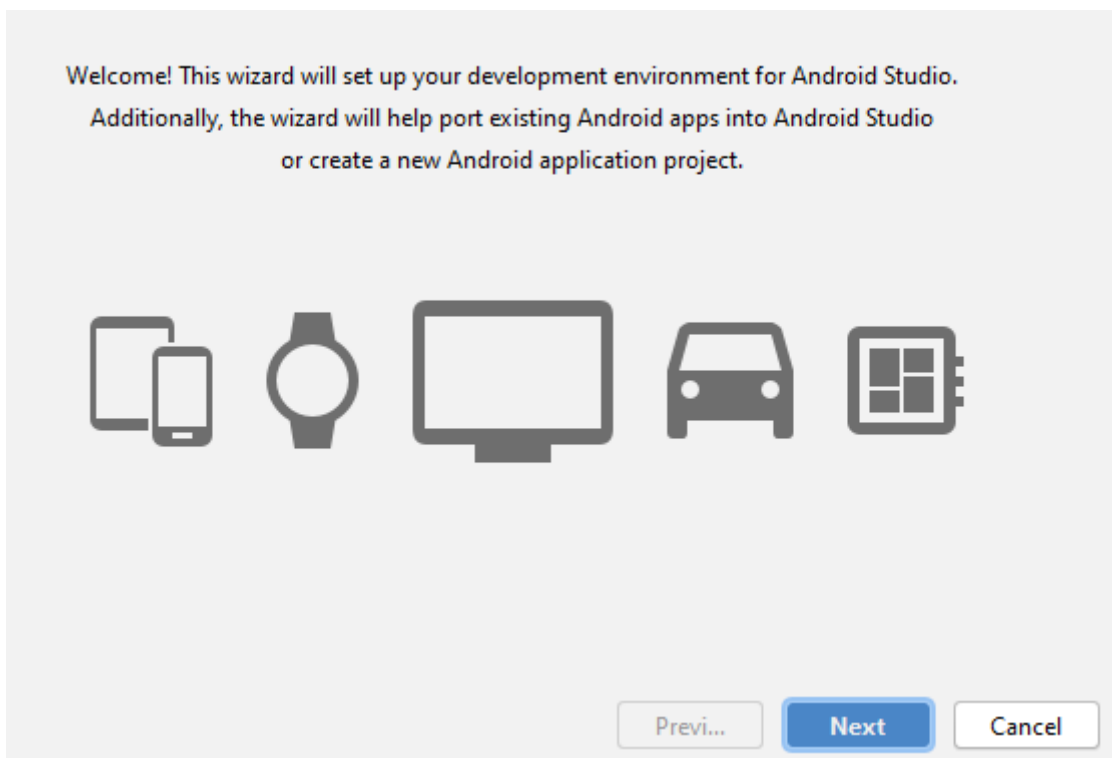 Welcome! This wizard will set up your development environment for Android Studio.
Additionally, the wizard will help port existing Android apps into Android Studio
or create a new Android application project.
Previ...
Next
Cancel